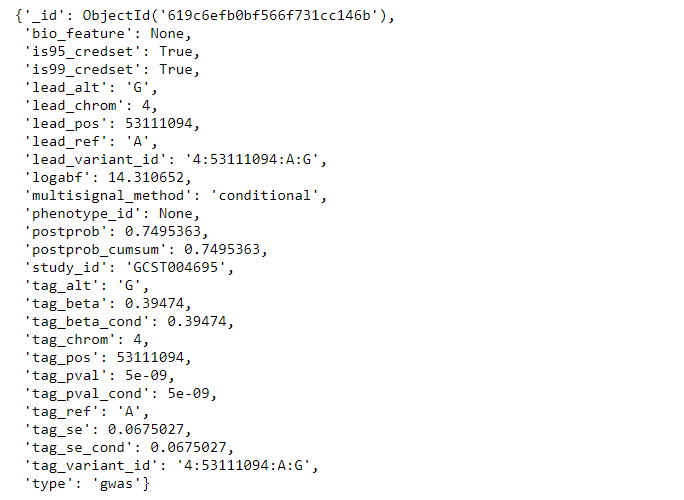 {'_id': ObjectId('619c6efb0bf566f731cc146b'),
'bio_feature': None,
'is95_credset': True,
'is99_credset': True,
'lead_alt': 'G',
'lead_chrom': 4,
'lead_pos': 53111094,
'lead_ref': 'A',
'lead_variant_id': '4:53111094:A:G',
'logabf': 14.310652,
'multisignal_method': 'conditional',
'phenotype_id': None,
'postprob': 0.7495363,
'postprob_cumsum': 0.7495363,
'study_id': 'GCST004695',
'tag_alt': 'G',
'tag_beta': 0.39474,
'tag_beta_cond': 0.39474,
'tag_chrom': 4,
'tag_pos': 53111094,
'tag_pval': 5e-09,
'tag_pval_cond': 5e-09,
'tag_ref': 'A',
'tag_se': 0.0675027,
'tag_se_cond': 0.0675027,
'tag_variant_id': '4:53111094:A:G',
'type': 'gwas'}